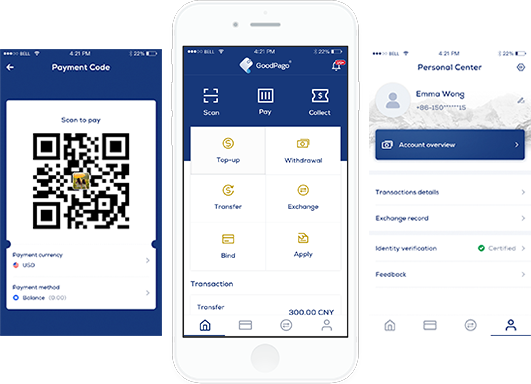 BELL 4:21 PM 22%
Payment Code
Scan to pay
Payment currency
USD
Payment method
Balance (0.00)
BELL 4:21 PM 22%
GoodPago
Scan Pay Collect
Top-up Withdrawal
Transfer Exchange
Bind Apply
Transaction
Transfer 300.00 CNY
BELL 4:21 PM 22%
Personal Center
Emma Wong
+86-150******15
Account overview
Transactions details
Exchange record
Identity verification Certified
Feedback